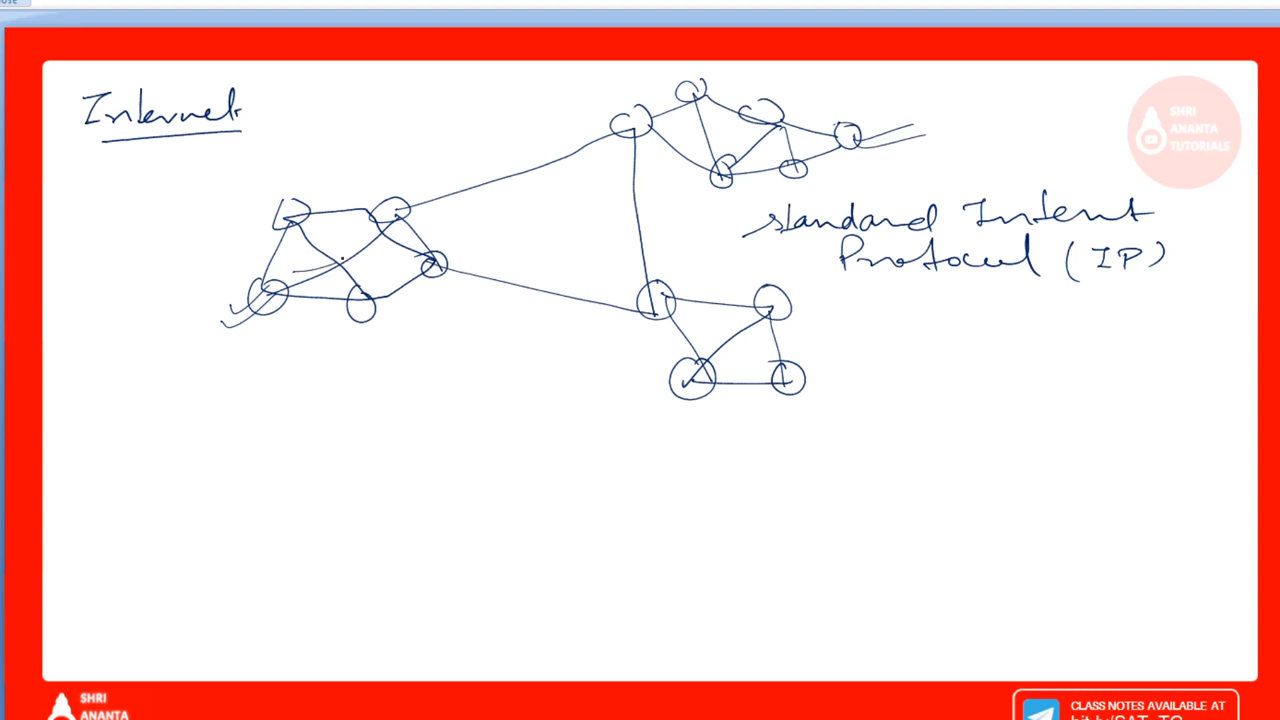 Internet
SHRI
ANANTA
TUTORIALS
standard Intent
Protocol (IP)
SHRI
ANANTA
CLASS NOTES AVAILABLE AT